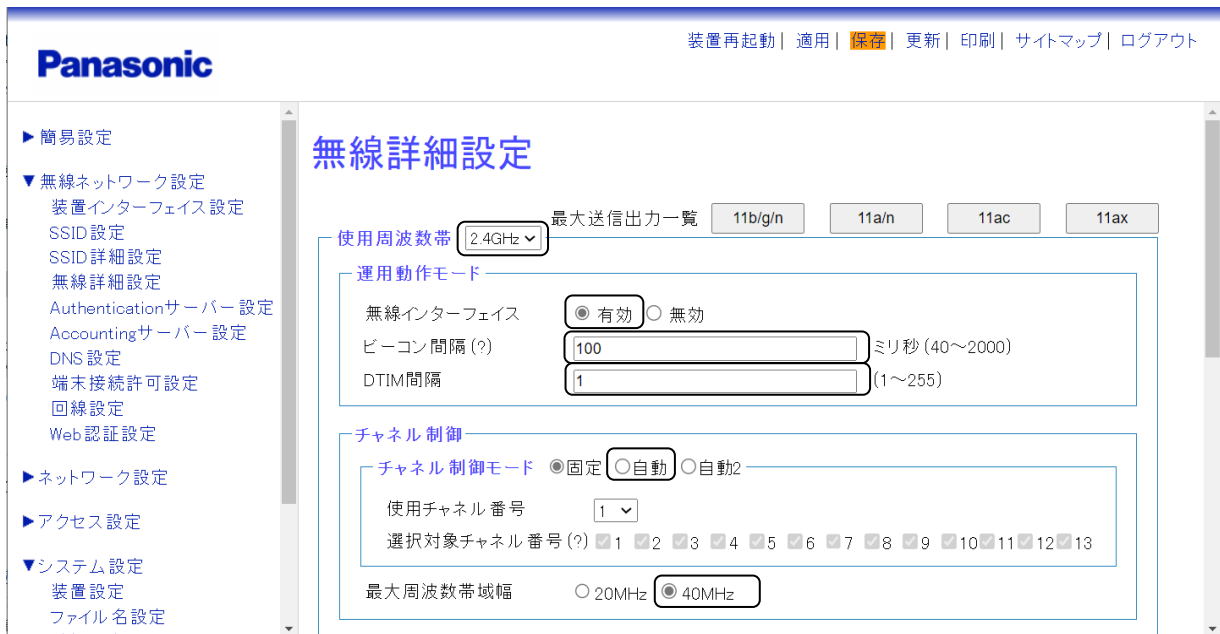 装置再起動| 適用| 保存| 更新| 印刷| サイトマップ| ログアウト
Panasonic
▶簡易設定
▼無線ネットワーク設定
装置インターフェイス設定
SSID設定
SSID詳細設定
無線詳細設定
Authenticationサーバー設定
Accountingサーバー設定
DNS設定
端末接続許可設定
回線設定
Web認証設定
▶ネットワーク設定
▶アクセス設定
▼システム設定
装置設定
ファイル名設定
無線詳細設定
最大送信出力一覧 11b/g/n 11a/n 11ac 11ax
使用周波数帯 2.4GHz
運用動作モード
無線インターフェイス 有効 無効
ビーコン間隔(?) 100 ミリ秒(40～2000)
DTIM間隔 1 (1～255)
チャネル制御
チャネル制御モード 固定 自動 自動2
使用チャネル番号 1
選択対象チャネル番号(?) 1 2 3 4 5 6 7 8 9 10 11 12 13
最大周波数帯域幅 20MHz 40MHz